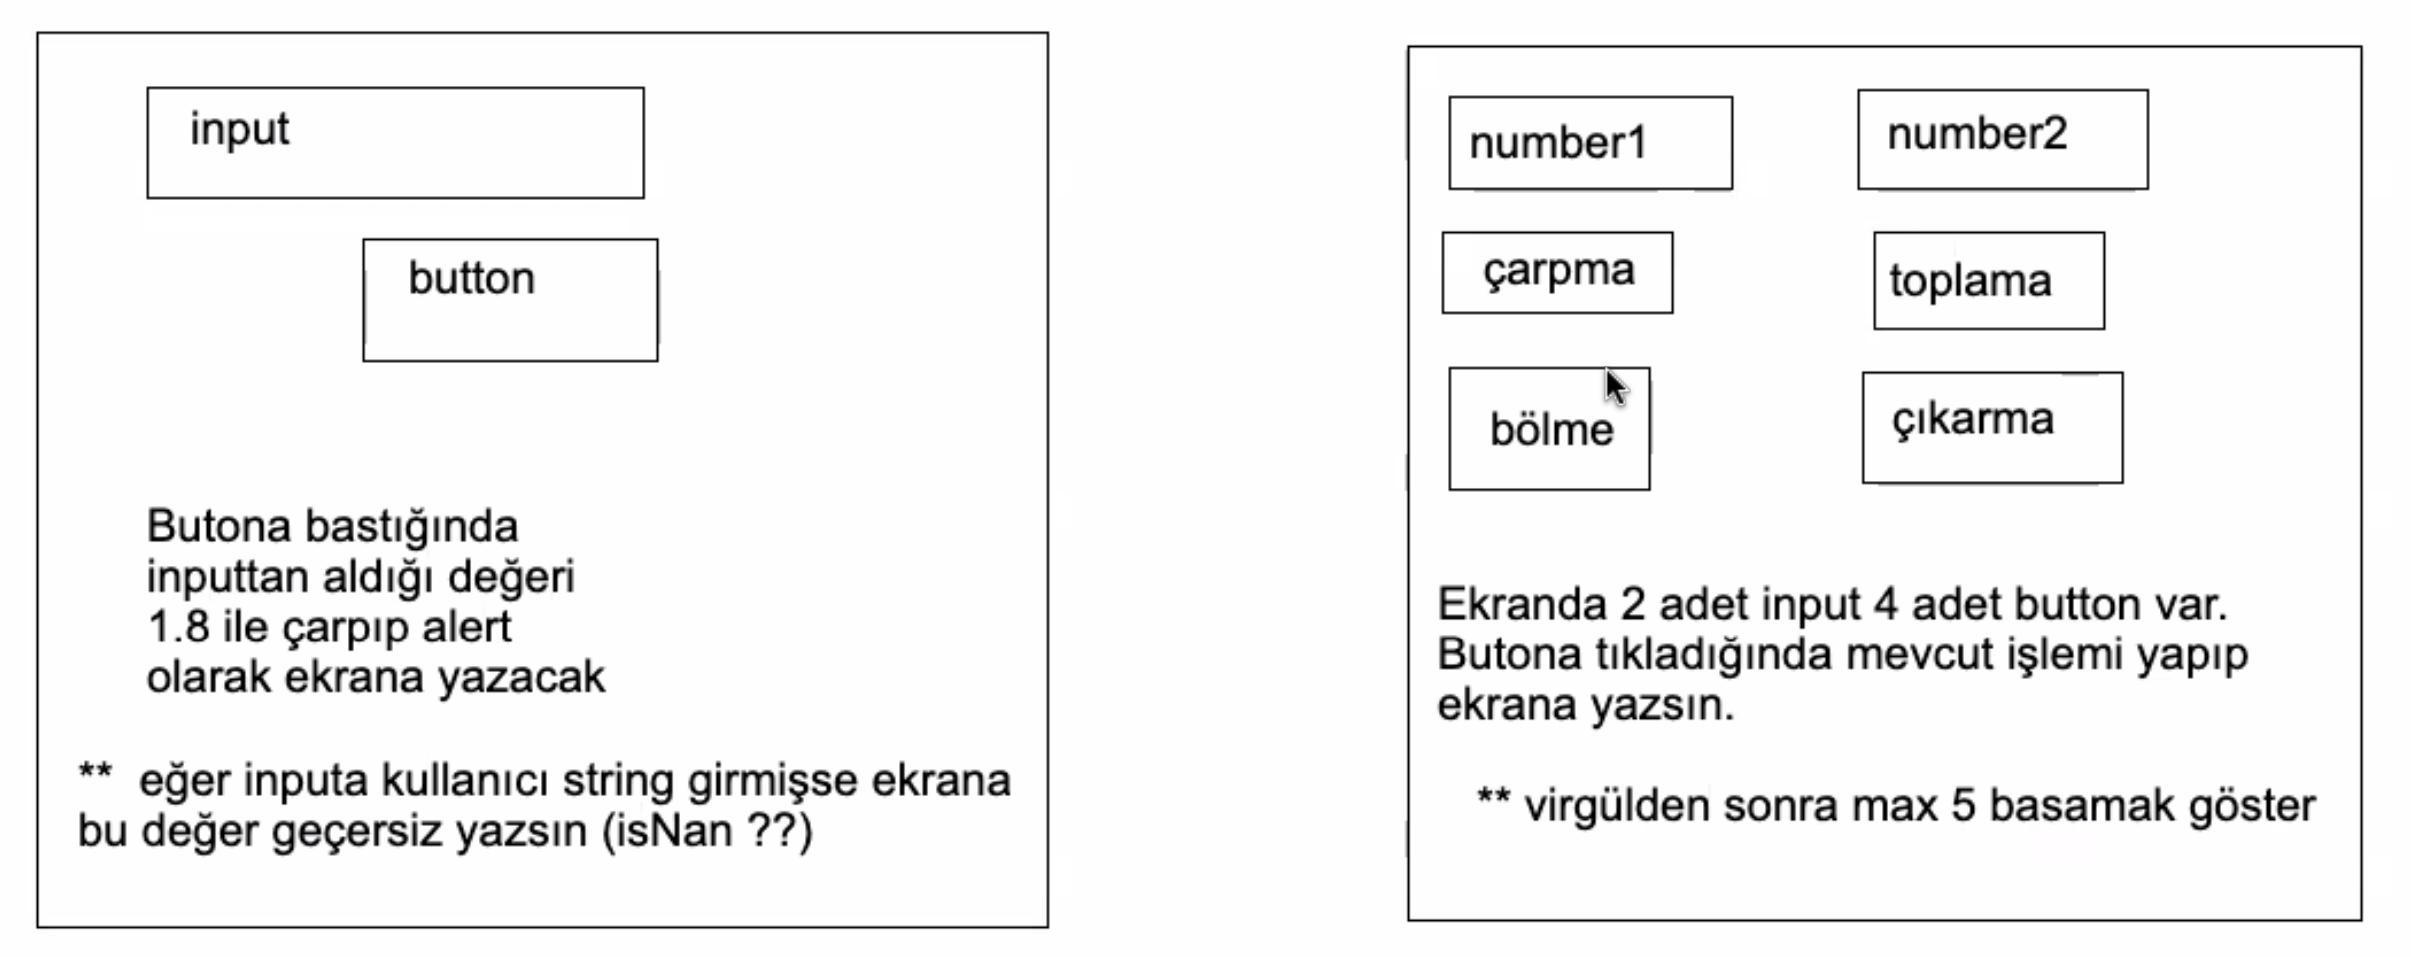 input
button
Butona bastığında
inputtan aldığı değeri
1.8 ile çarpıp alert
olarak ekrana yazacak
** eğer inputa kullanıcı string girmişse ekrana
bu değer geçersiz yazsın (isNan ??)
number1
number2
çarpma
toplama
bölme
çıkarma
Ekranda 2 adet input 4 adet button var.
Butona tıkladığında mevcut işlemi yapıp
ekrana yazsın.
** virgülden sonra max 5 basamak göster